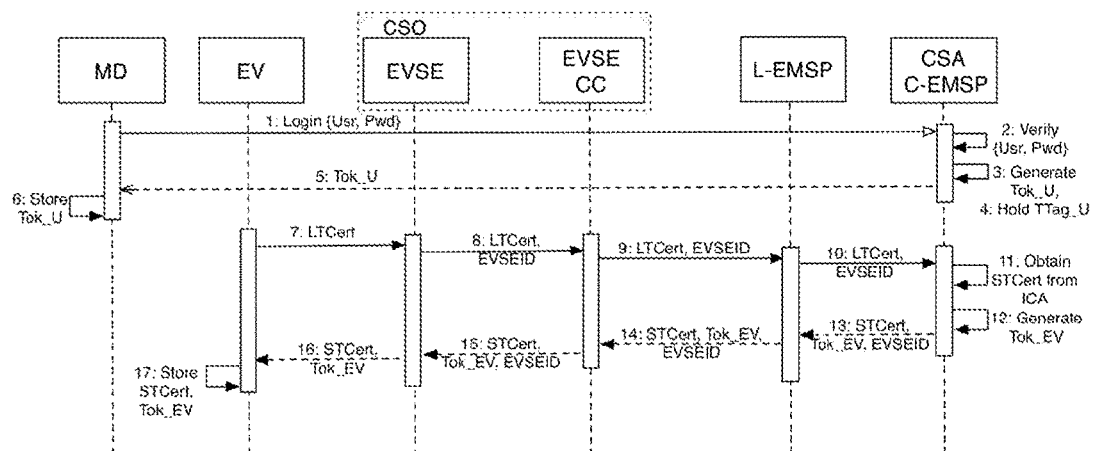 CSO
MD
EV
EVSE
EVSE
CC
L-EMSP
CSA
C-EMSP
1: Login {Usr, Pwd}
2: Verify
{Usr, Pwd}
3: Generate
Tok_U,
4: Hold TTag_U
5: Tok_U
6: Store
Tok_U
7: LTCert
8: LTCert,
EVSEID
9: LTCert, EVSEID
10: LTCert,
EVSEID
11: Obtain
STCert from
ICA
12: Generate
Tok_EV
13: STCert,
Tok_EV, EVSEID
14: STCert, Tok_EV,
EVSEID
15: STCert,
Tok_EV, EVSEID
16: STCert,
Tok_EV
17: Store
STCert,
Tok_EV